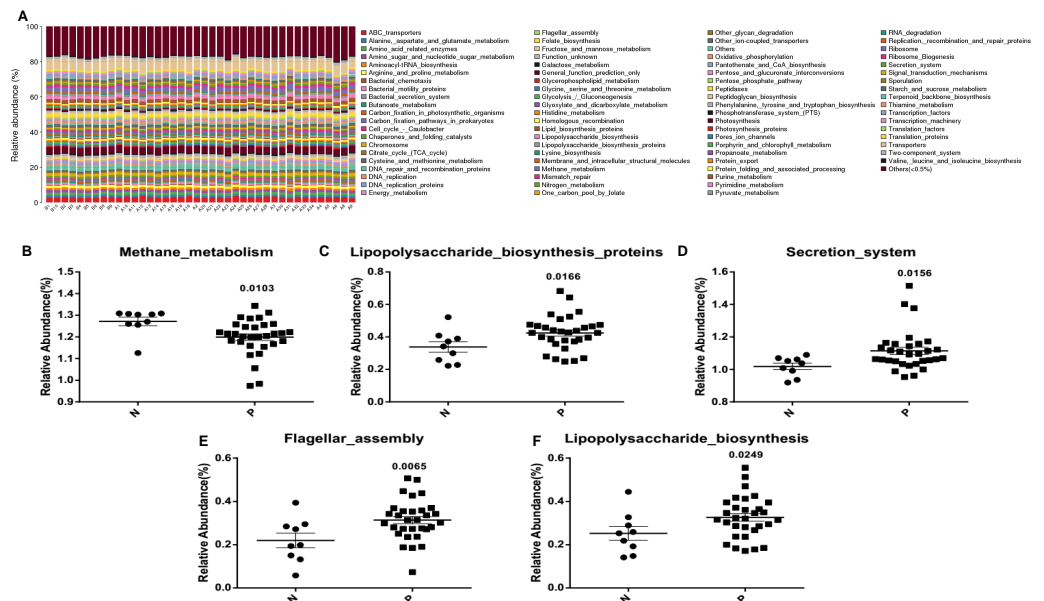 A
100
80
60
40
20
0
Relative abundance (%)
ABC_transporters
Alanine,_aspartate_and_glutamate_metabolism
Amino_acid_related_enzymes
Amino_sugar_and_nucleotide_sugar_metabolism
Aminoacyl-tRNA_biosynthesis
Arginine_and_proline_metabolism
Bacterial_chemotaxis
Bacterial_motility_proteins
Bacterial_secretion_system
Butanoate_metabolism
Carbon_fixation_in_photosynthetic_organisms
Carbon_fixation_pathways_in_prokaryotes
Cell_cycle_-_Caulobacter
Chaperones_and_folding_catalysts
Chromosome
Citrate_cycle_(TCA_cycle)
Cysteine_and_methionine_metabolism
DNA_repair_and_recombination_proteins
DNA_replication
DNA_replication_proteins
Energy_metabolism
Flagellar_assembly
Folate_biosynthesis
Fructose_and_mannose_metabolism
Function_unknown
Galactose_metabolism
General_function_prediction_only
Glycerophospholipid_metabolism
Glycine,_serine_and_threonine_metabolism
Glycolysis_/_Gluconeogenesis
Glyoxylate_and_dicarboxylate_metabolism
Histidine_metabolism
Homologous_recombination
Lipid_biosynthesis_proteins
Lipopolysaccharide_biosynthesis
Lipopolysaccharide_biosynthesis_proteins
Lysine_biosynthesis
Membrane_and_intracellular_structural_molecules
Methane_metabolism
Mismatch_repair
Nitrogen_metabolism
One_carbon_pool_by_folate
Other_glycan_degradation
Other_ion-coupled_transporters
Others
Oxidative_phosphorylation
Pantothenate_and_CoA_biosynthesis
Pentose_and_glucuronate_interconversions
Pentose_phosphate_pathway
Peptidases
Peptidoglycan_biosynthesis
Phenylalanine,_tyrosine_and_tryptophan_biosynthesis
Phosphotransferase_system_(PTS)
Photosynthesis
Photosynthesis_proteins
Pores_ion_channels
Porphyrin_and_chlorophyll_metabolism
Propanoate_metabolism
Protein_export
Protein_folding_and_associated_processing
Purine_metabolism
Pyrimidine_metabolism
Pyruvate_metabolism
RNA_degradation
Replication,_recombination_and_repair_proteins
Ribosome
Ribosome_Biogenesis
Secretion_system
Signal_transduction_mechanisms
Sporulation
Starch_and_sucrose_metabolism
Terpenoid_backbone_biosynthesis
Thiamine_metabolism
Transcription_factors
Transcription_machinery
Translation_factors
Translation_proteins
Transporters
Two-component_system
Valine,_leucine_and_isoleucine_biosynthesis
Others(<0.5%)
B
Methane_metabolism
0.0103
Relative Abundance(%)
1.5
1.4
1.3
1.2
1.1
1.0
0.9
N
P
C
Lipopolysaccharide_biosynthesis_proteins
0.0166
Relative Abundance(%)
0.8
0.6
0.4
0.2
0.0
N
P
D
Secretion_system
0.0156
Relative Abundance(%)
1.6
1.4
1.2
1.0
0.8
N
P
E
Flagellar_assembly
0.0065
Relative Abundance(%)
0.6
0.4
0.2
0.0
N
P
F
Lipopolysaccharide_biosynthesis
0.0249
Relative Abundance(%)
0.6
0.4
0.2
0.0
N
P